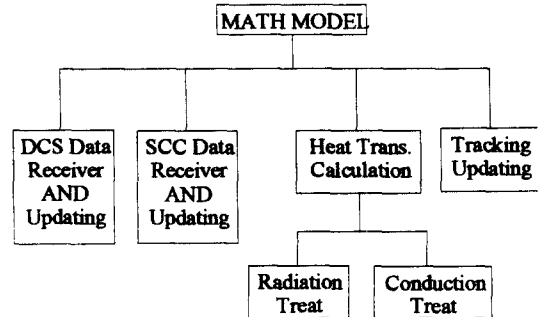 MATH MODEL
DCS Data
Receiver
AND
Updating
SCC Data
Receiver
AND
Updating
Heat Trans.
Calculation
Tracking
Updating
Radiation
Treat
Conduction
Treat